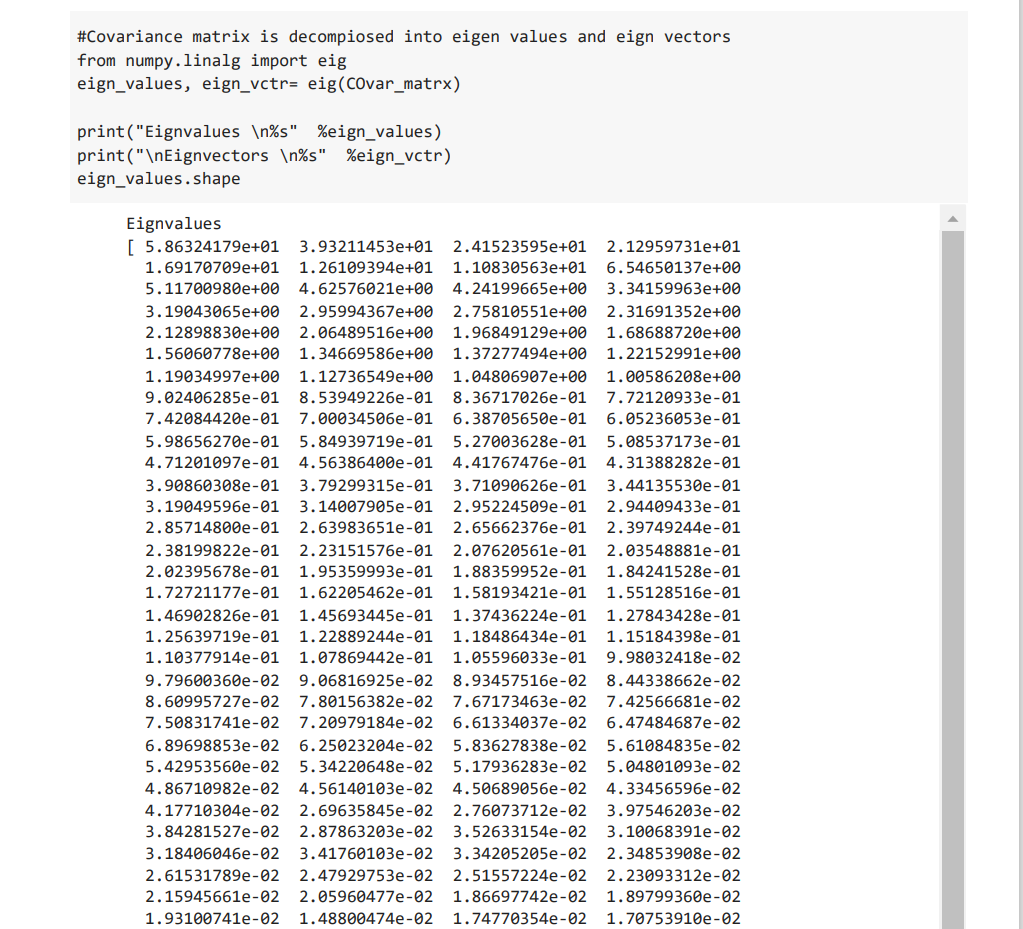 #Covariance matrix is decompiosed into eigen values and eign vectors
from numpy.linalg import eig
eign_values, eign_vctr= eig(COvar_matrx)
print("Eignvalues \n%s"  %eign_values)
print("\nEignvectors \n%s"  %eign_vctr)
eign_values.shape
Eignvalues
[ 5.86324179e+01  3.93211453e+01  2.41523595e+01  2.12959731e+01
1.69170709e+01  1.26109394e+01  1.10830563e+01  6.54650137e+00
5.11700980e+00  4.62576021e+00  4.24199665e+00  3.34159963e+00
3.19043065e+00  2.95994367e+00  2.75810551e+00  2.31691352e+00
2.12898830e+00  2.06489516e+00  1.96849129e+00  1.68688720e+00
1.56060778e+00  1.34669586e+00  1.37277494e+00  1.22152991e+00
1.19034997e+00  1.12736549e+00  1.04806907e+00  1.00586208e+00
9.02406285e-01  8.53949226e-01  8.36717026e-01  7.72120933e-01
7.42084420e-01  7.00034506e-01  6.38705650e-01  6.05236053e-01
5.98656270e-01  5.84939719e-01  5.27003628e-01  5.08537173e-01
4.71201097e-01  4.56386400e-01  4.41767476e-01  4.31388282e-01
3.90860308e-01  3.79299315e-01  3.71090626e-01  3.44135530e-01
3.19049596e-01  3.14007905e-01  2.95224509e-01  2.94409433e-01
2.85714800e-01  2.63983651e-01  2.65662376e-01  2.39749244e-01
2.38199822e-01  2.23151576e-01  2.07620561e-01  2.03548881e-01
2.02395678e-01  1.95359993e-01  1.88359952e-01  1.84241528e-01
1.72721177e-01  1.62205462e-01  1.58193421e-01  1.55128516e-01
1.46902826e-01  1.45693445e-01  1.37436224e-01  1.27843428e-01
1.25639719e-01  1.22889244e-01  1.18486434e-01  1.15184398e-01
1.10377914e-01  1.07869442e-01  1.05596033e-01  9.98032418e-02
9.79600360e-02  9.06816925e-02  8.93457516e-02  8.44338662e-02
8.60995727e-02  7.80156382e-02  7.67173463e-02  7.42566681e-02
7.50831741e-02  7.20979184e-02  6.61334037e-02  6.47484687e-02
6.89698853e-02  6.25023204e-02  5.83627838e-02  5.61084835e-02
5.42953560e-02  5.34220648e-02  5.17936283e-02  5.04801093e-02
4.86710982e-02  4.56140103e-02  4.50689056e-02  4.33456596e-02
4.17710304e-02  2.69635845e-02  2.76073712e-02  3.97546203e-02
3.84281527e-02  2.87863203e-02  3.52633154e-02  3.10068391e-02
3.18406046e-02  3.41760103e-02  3.34205205e-02  2.34853908e-02
2.61531789e-02  2.47929753e-02  2.51557224e-02  2.23093312e-02
2.15945661e-02  2.05960477e-02  1.86697742e-02  1.89799360e-02
1.93100741e-02  1.48800474e-02  1.74770354e-02  1.70753910e-02